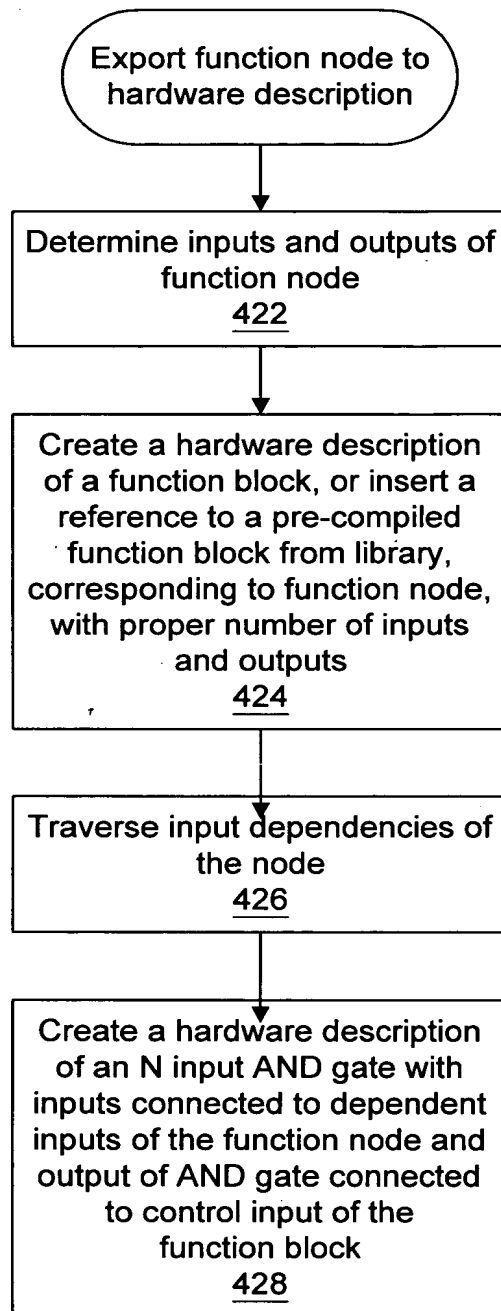 Export function node to
hardware description
Determine inputs and outputs of
function node
422
Create a hardware description
of a function block, or insert a
reference to a pre-compiled
function block from library,
corresponding to function node,
with proper number of inputs
and outputs
424
Traverse input dependencies of
the node
426
Create a hardware description
of an N input AND gate with
inputs connected to dependent
inputs of the function node and
output of AND gate connected
to control input of the
function block
428